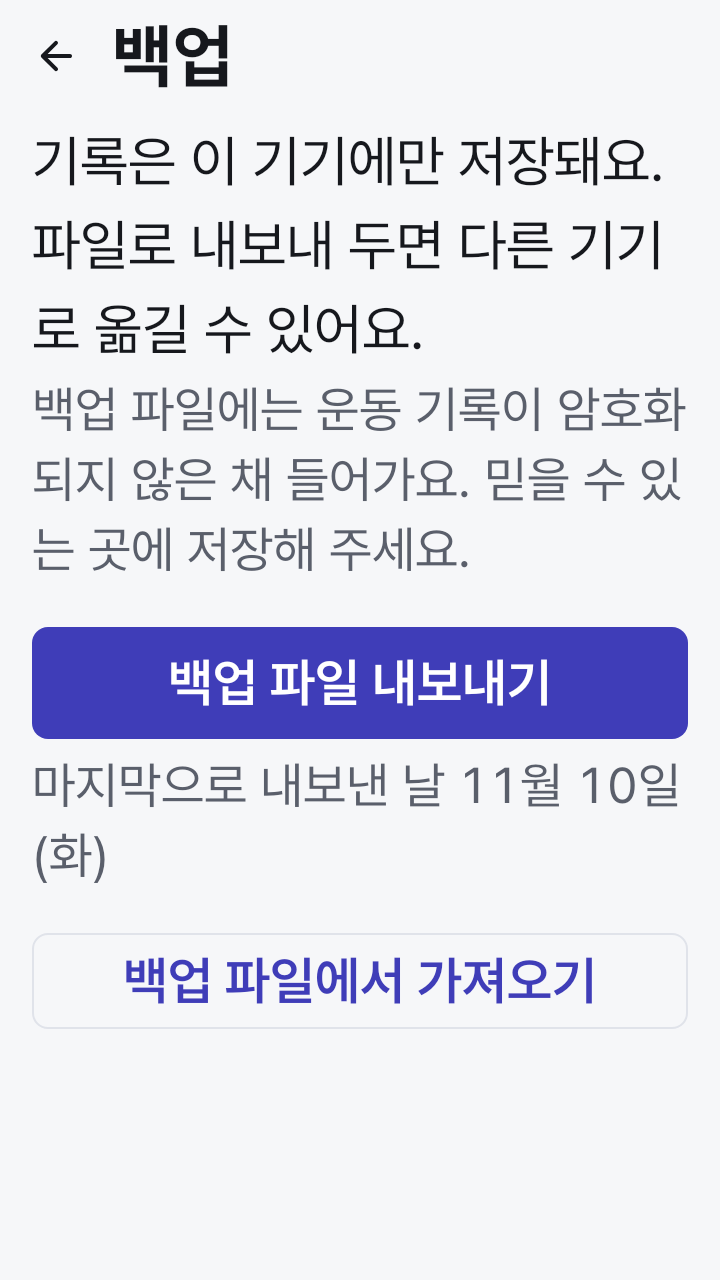 백업
기록은 이 기기에만 저장돼요.
파일로 내보내 두면 다른 기기
로 옮길 수 있어요.
백업 파일에는 운동 기록이 암호화
되지 않은 채 들어가요. 믿을 수 있
는 곳에 저장해 주세요.
백업 파일 내보내기
마지막으로 내보낸 날 11월 10일
(화)
백업 파일에서 가져오기